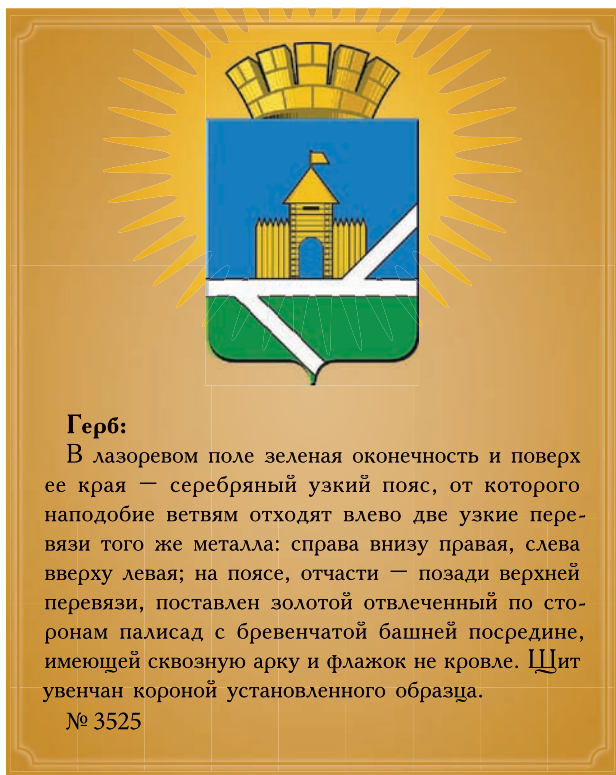 Герб:
В лазоревом поле зеленая оконечность и поверх
ее края — серебряный узкий пояс, от которого
наподобие ветвям отходят влево две узкие пере-
вязи того же металла: справа внизу правая, слева
вверху левая; на поясе, отчасти — позади верхней
перевязи, поставлен золотой отвлеченный по сто-
ронам палисад с бревенчатой башней посредине,
имеющей сквозную арку и флажок не кровле. Щит
увенчан короной установленного образца.
№ 3525